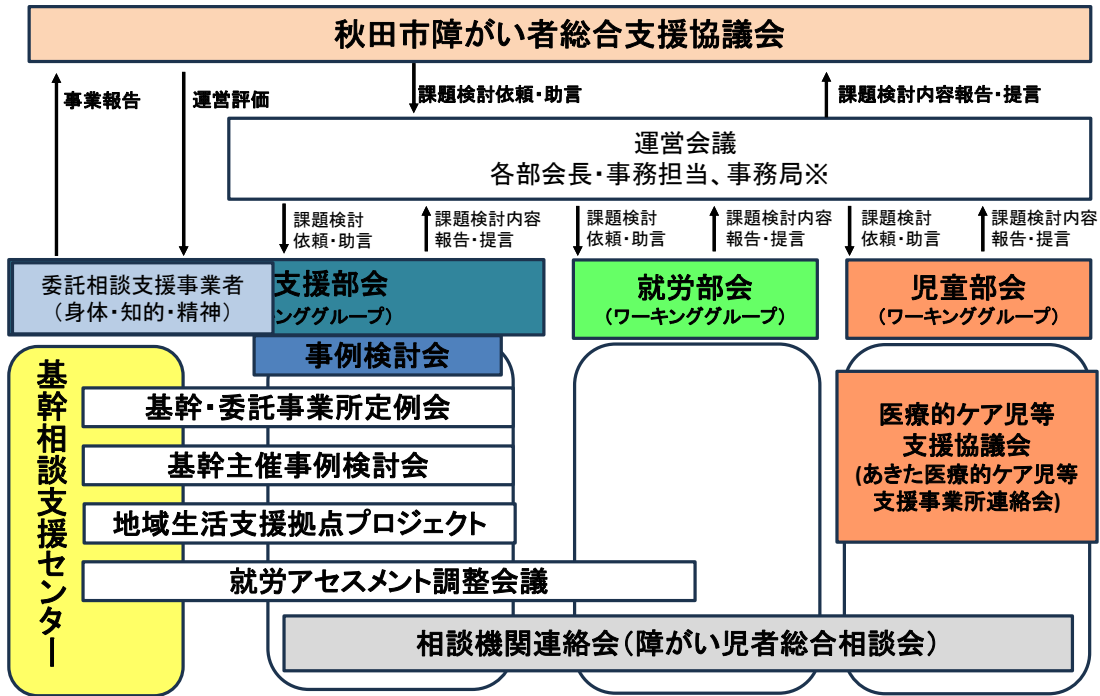 秋田市障がい者総合支援協議会
事業報告
運営評価
課題検討依頼・助言
課題検討内容報告・提言
運営会議
各部会長・事務担当、事務局※
課題検討
依頼・助言
課題検討内容
報告・提言
課題検討
依頼・助言
課題検討内容
報告・提言
課題検討
依頼・助言
課題検討内容
報告・提言
委託相談支援事業者
（身体・知的・精神）
支援部会
ンググループ）
就労部会
（ワーキンググループ）
児童部会
（ワーキンググループ）
事例検討会
基幹相談支援センター
基幹・委託事業所定例会
基幹主催事例検討会
地域生活支援拠点プロジェクト
就労アセスメント調整会議
相談機関連絡会（障がい児者総合相談会）
医療的ケア児等
支援協議会
(あきた医療的ケア児等
支援事業所連絡会)